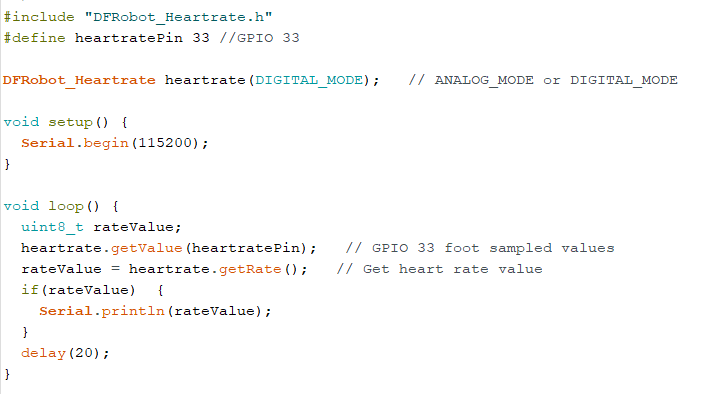 #include "DFRobot_Heartrate.h"
#define heartratePin 33 //GPIO 33
DFRobot_Heartrate heartrate(DIGITAL_MODE);   // ANALOG_MODE or DIGITAL_MODE
void setup() {
  Serial.begin(115200);
}
void loop() {
  uint8_t rateValue;
  heartrate.getValue(heartratePin);   // GPIO 33 foot sampled values
  rateValue = heartrate.getRate();   // Get heart rate value
  if(rateValue)  {
    Serial.println(rateValue);
  }
  delay(20);
}